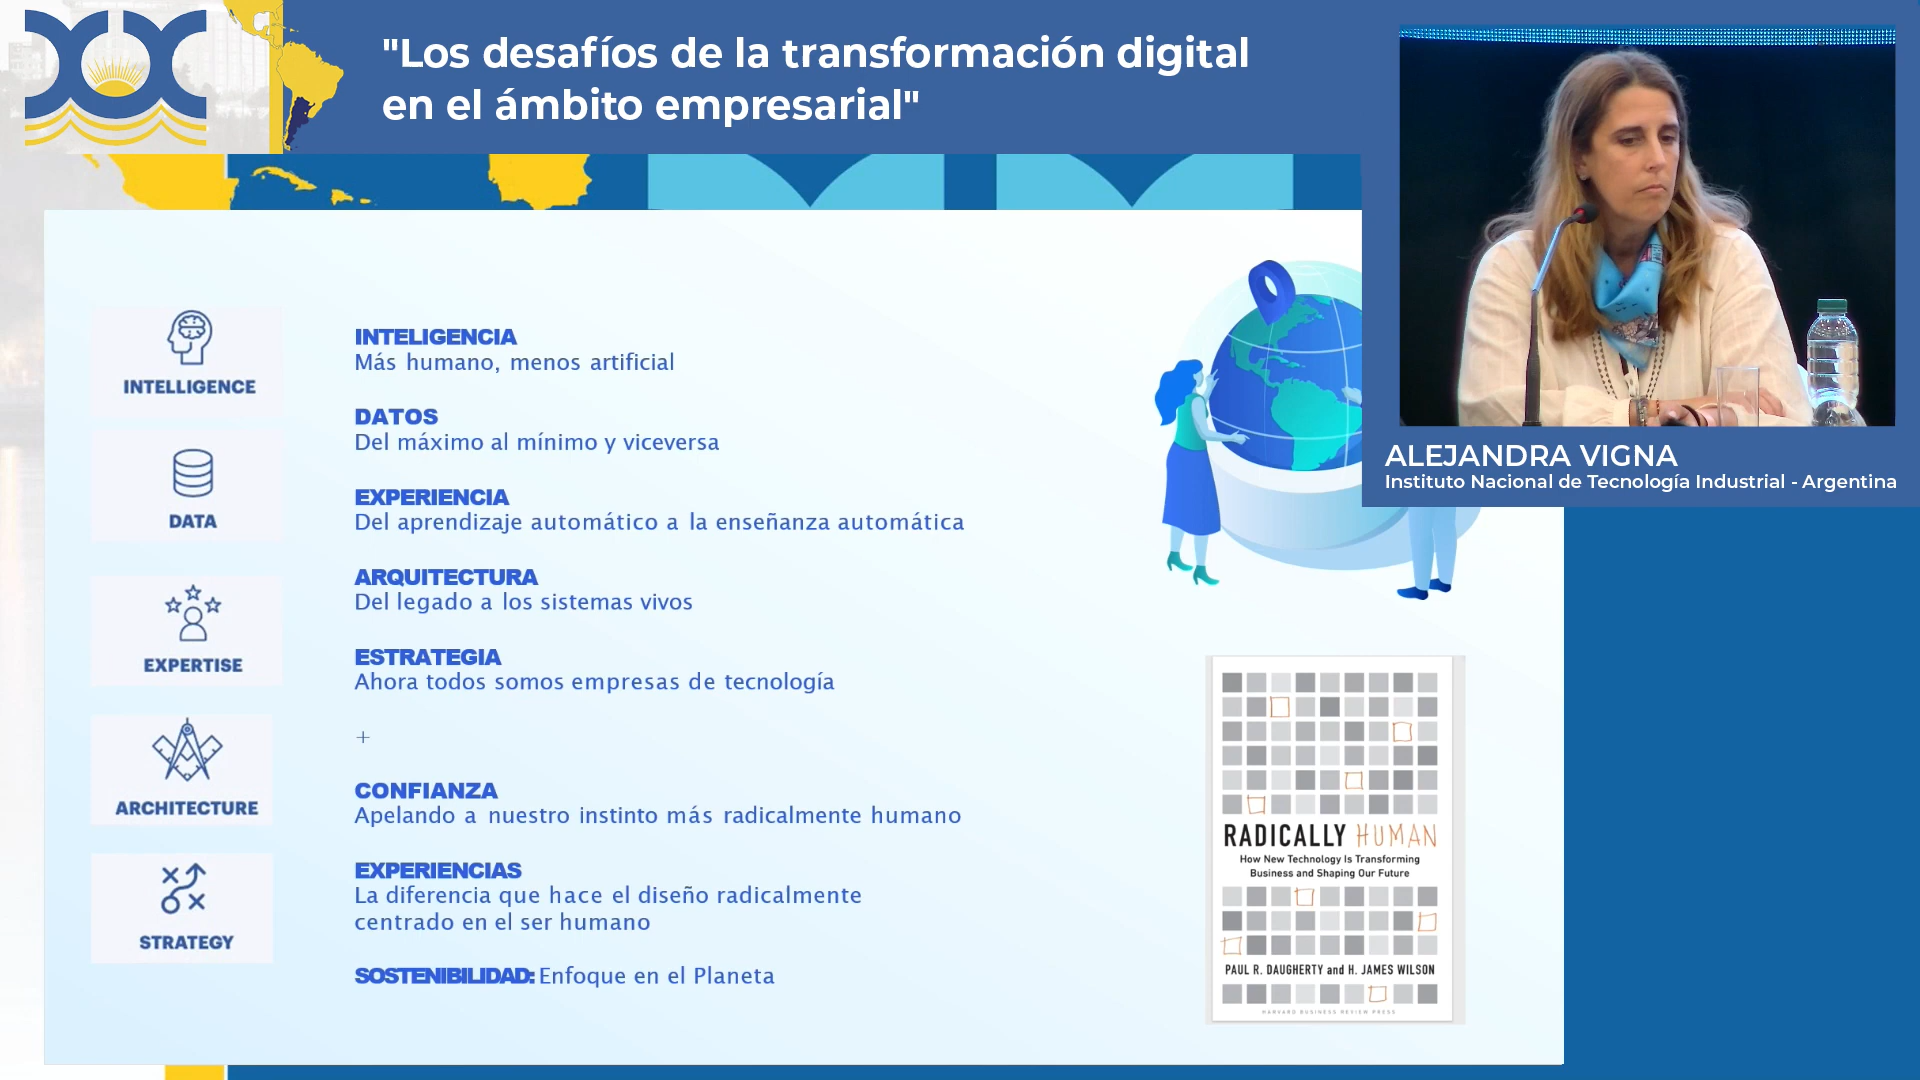 "Los desafíos de la transformación digital
en el ámbito empresarial"
ALEJANDRA VIGNA
Instituto Nacional de Tecnología Industrial - Argentina
INTELLIGENCE
DATA
EXPERTISE
ARCHITECTURE
STRATEGY
INTELIGENCIA
Más humano, menos artificial
DATOS
Del máximo al mínimo y viceversa
EXPERIENCIA
Del aprendizaje automático a la enseñanza automática
ARQUITECTURA
Del legado a los sistemas vivos
ESTRATEGIA
Ahora todos somos empresas de tecnología
+
CONFIANZA
Apelando a nuestro instinto más radicalmente humano
EXPERIENCIAS
La diferencia que hace el diseño radicalmente
centrado en el ser humano
SOSTENIBILIDAD: Enfoque en el Planeta
RADICALLY HUMAN
How New Technology Is Transforming
Business and Shaping Our Future
PAUL R. DAUGHERTY and H. JAMES WILSON
HARVARD BUSINESS REVIEW PRESS